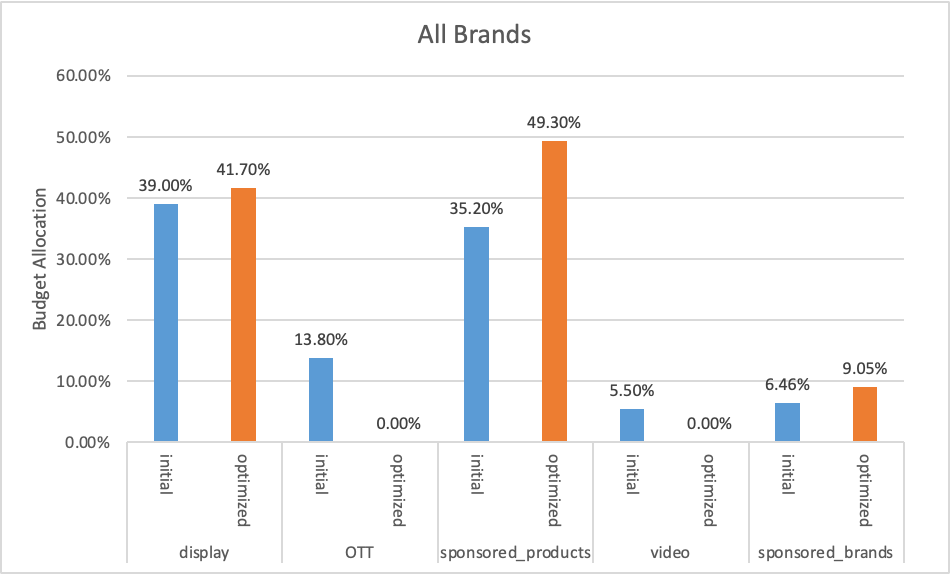 All Brands
60.00%
50.00%
40.00%
30.00%
20.00%
10.00%
0.00%
Budget Allocation
39.00%
41.70%
13.80%
0.00%
35.20%
49.30%
5.50%
0.00%
6.46%
9.05%
initial
optimized
initial
optimized
initial
optimized
initial
optimized
initial
optimized
display
OTT
sponsored_products
video
sponsored_brands